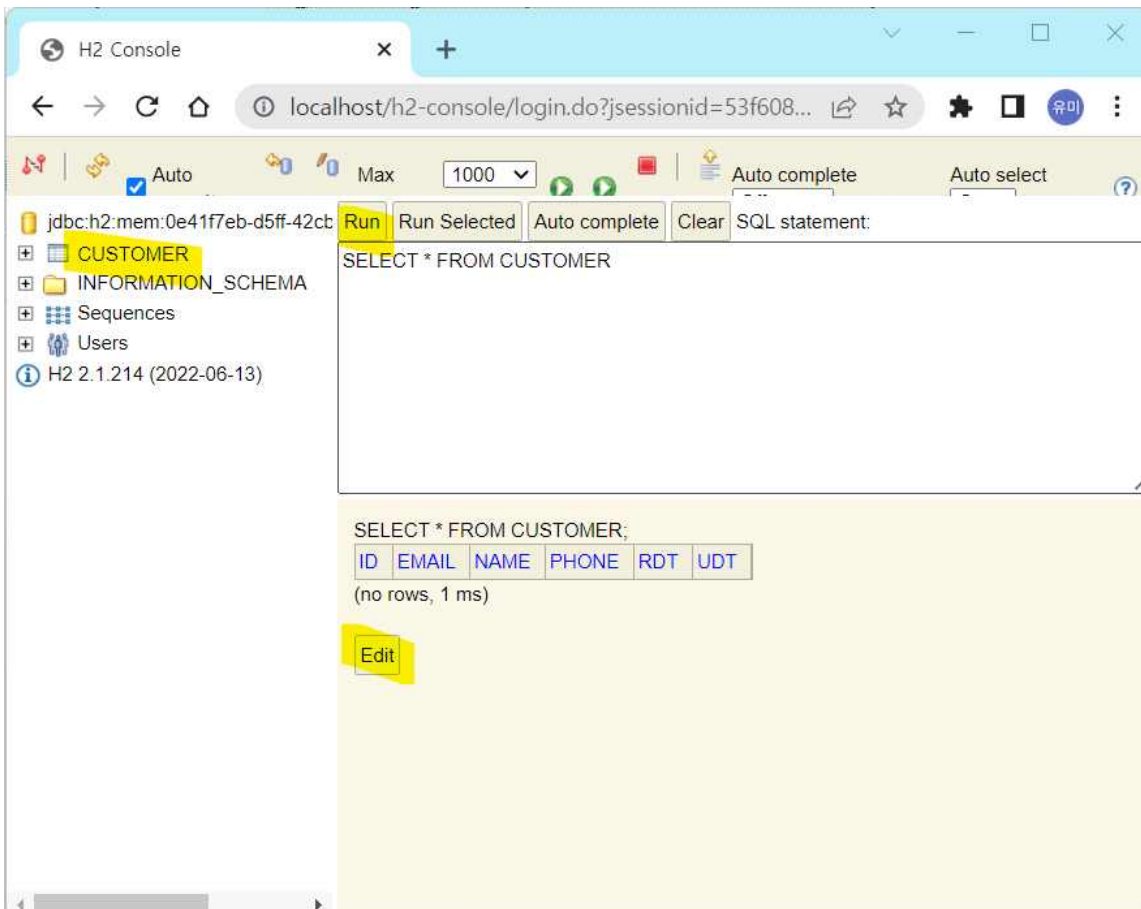 H2 Console
localhost/h2-console/login.do?jsessionid=53f608...
유미
Auto
Max
1000
Auto complete
Auto select
jdbc:h2:mem:0e41f7eb-d5ff-42cb
Run Run Selected Auto complete Clear SQL statement:
CUSTOMER
INFORMATION_SCHEMA
Sequences
Users
H2 2.1.214 (2022-06-13)
SELECT * FROM CUSTOMER
SELECT * FROM CUSTOMER;
ID EMAIL NAME PHONE RDT UDT
(no rows, 1 ms)
Edit